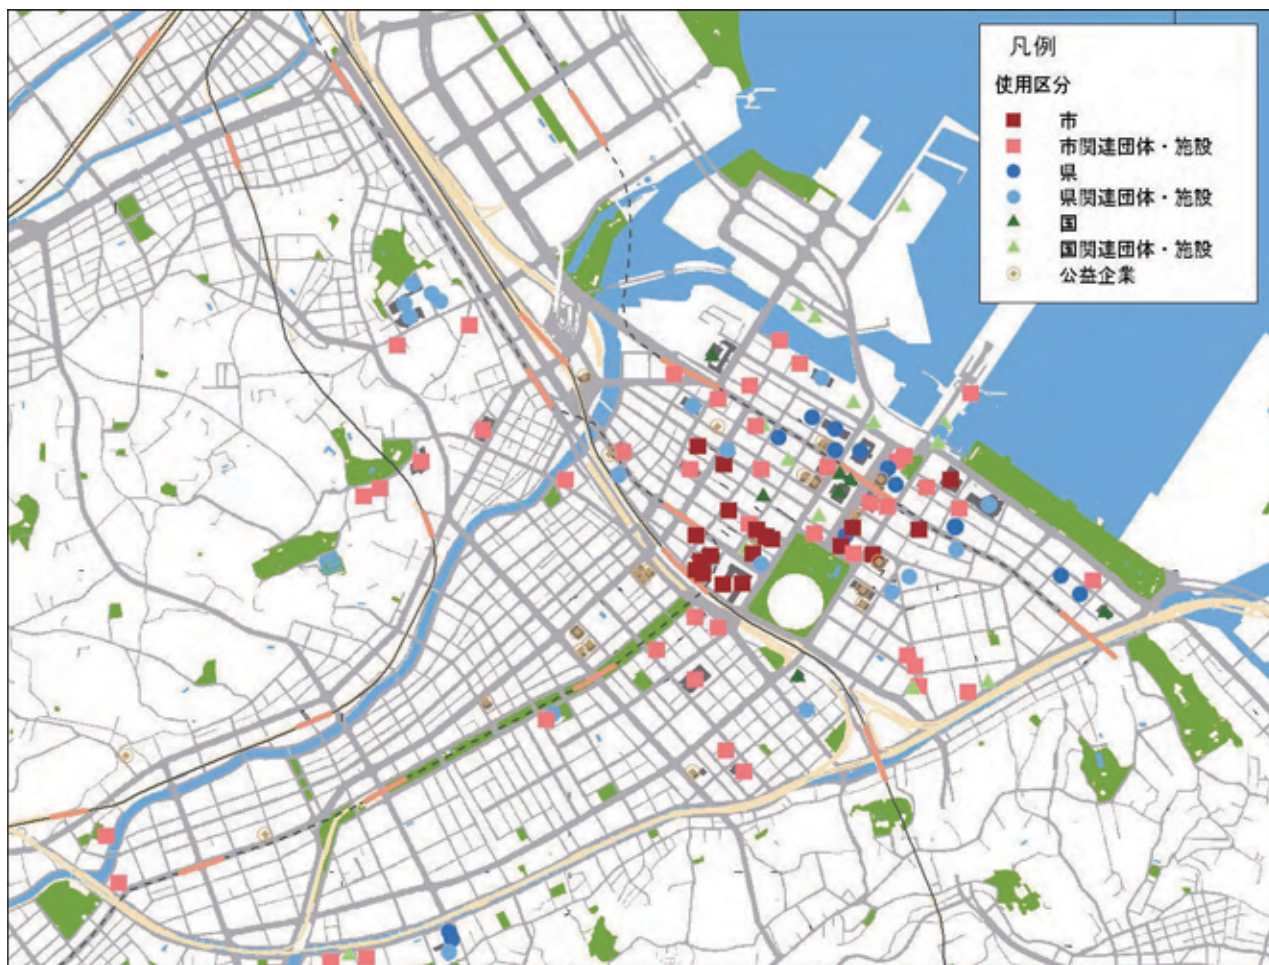 凡例
使用区分
市
市関連団体・施設
県
県関連団体・施設
国
国関連団体・施設
公益企業